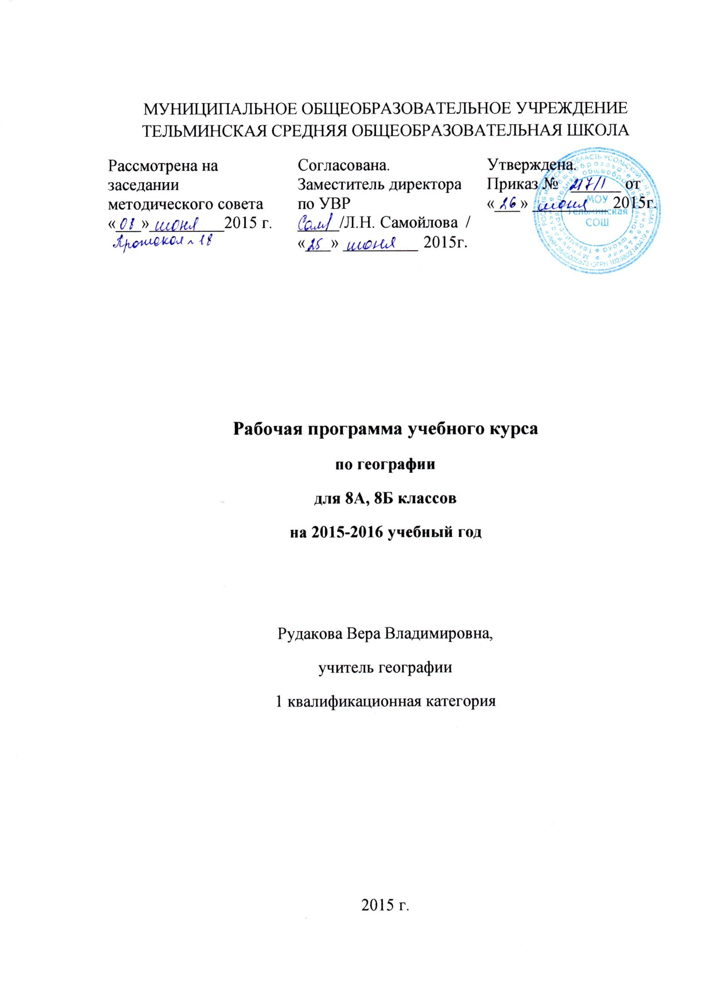 МУНИЦИПАЛЬНОЕ ОБЩЕОБРАЗОВАТЕЛЬНОЕ УЧРЕЖДЕНИЕ
ТЕЛЬМИНСКАЯ СРЕДНЯЯ ОБЩЕОБРАЗОВАТЕЛЬНАЯ ШКОЛА
Рассмотрена на
заседании
методического совета
«08» июня 2015 г.
Протокол № 18
Согласована.
Заместитель директора
по УВР
/Л.Н. Самойлова /
«25» июня 2015г.
Утверждена.
Приказ № 217/1 от
«26» июня 2015г.
МОУ
Тельминская
СОШ
Рабочая программа учебного курса
по географии
для 8А, 8Б классов
на 2015-2016 учебный год
Рудакова Вера Владимировна,
учитель географии
1 квалификационная категория
2015 г.